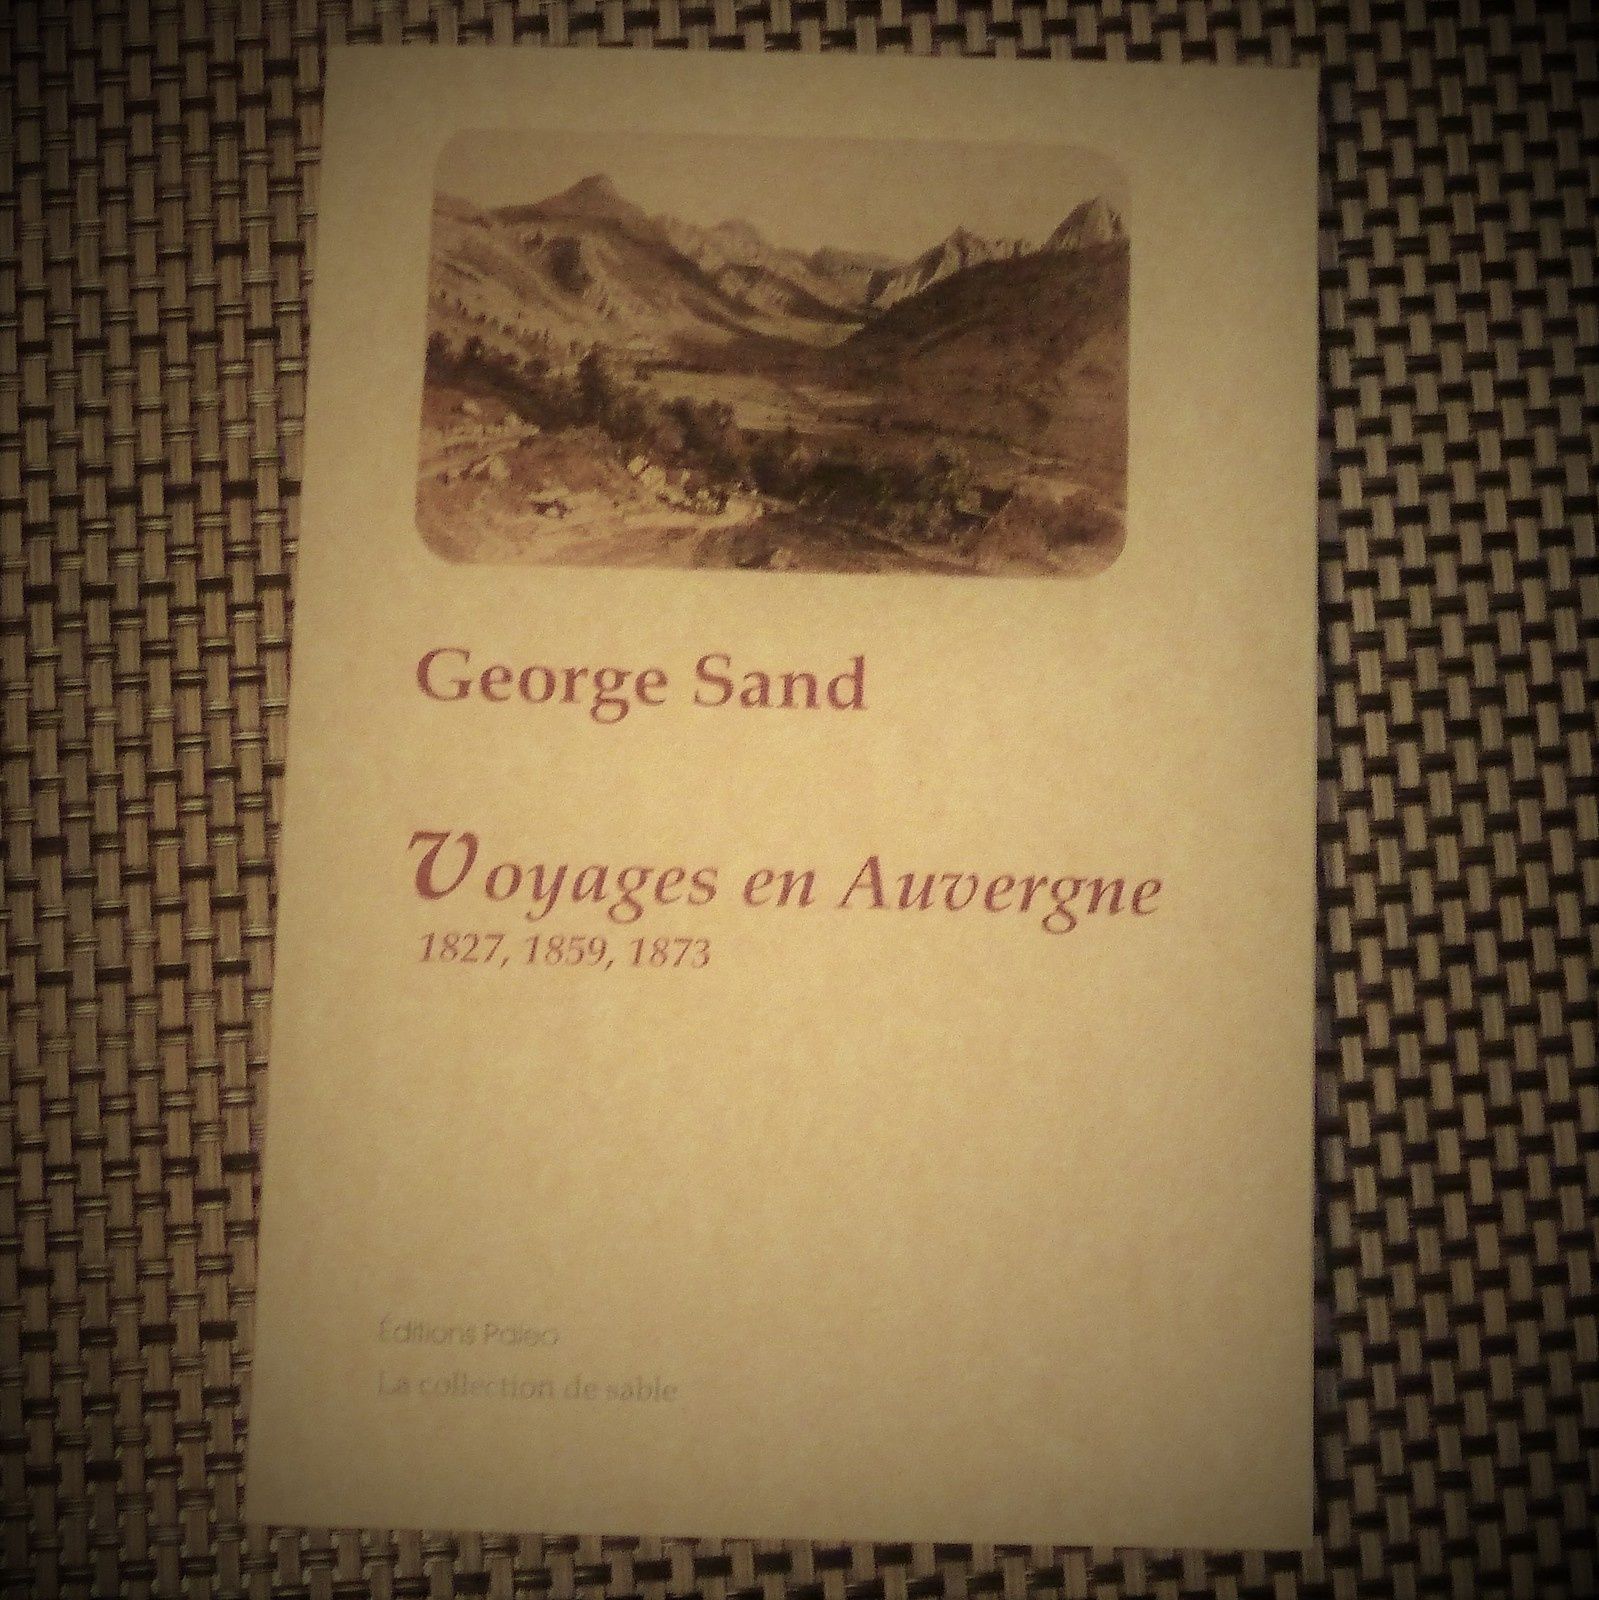 George Sand
Voyages en Auvergne
1827, 1859, 1873
Éditions Paleo
La collection de sable